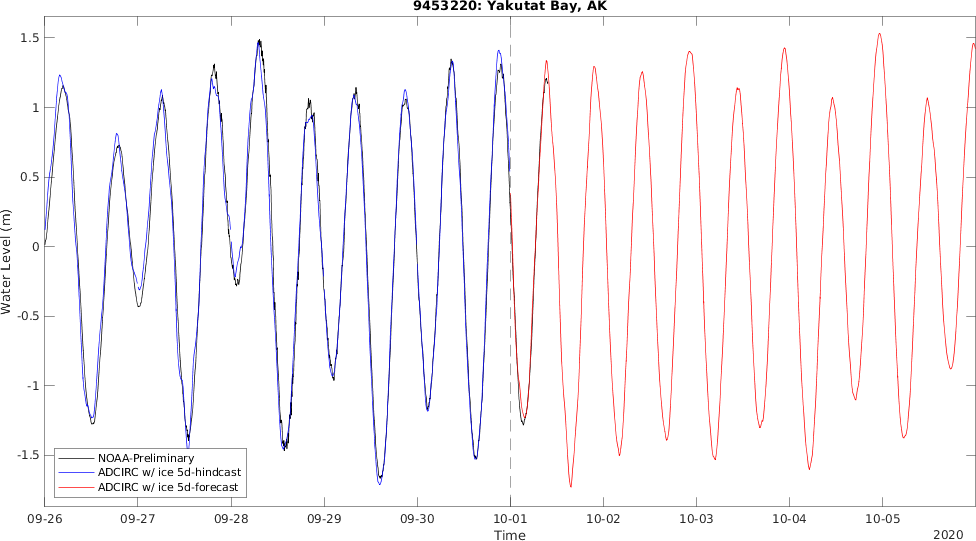 9453220: Yakutat Bay, AK
1.5
1
0.5
0
-0.5
-1
-1.5
Water Level (m)
NOAA-Preliminary
ADCIRC w/ ice 5d-hindcast
ADCIRC w/ ice 5d-forecast
09-26 09-27 09-28 09-29 09-30 10-01 10-02 10-03 10-04 10-05
Time
2020